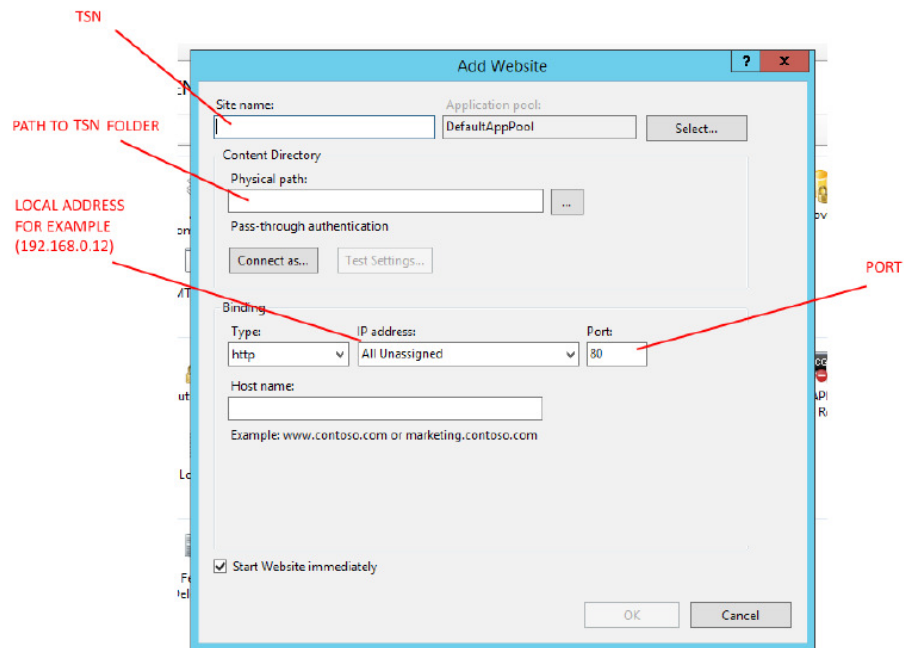 TSN
Add Website
?
x
Site name:
Application pool:
PATH TO TSN FOLDER
DefaultAppPool
Select...
Content Directory
Physical path:
LOCAL ADDRESS
FOR EXAMPLE
(192.168.0.12)
...
Pass-through authentication
Connect as...
Test Settings...
PORT
Binding
Type:
IP address:
Port:
http
All Unassigned
80
Host name:
Example: www.contoso.com or marketing.contoso.com
Start Website immediately
OK
Cancel